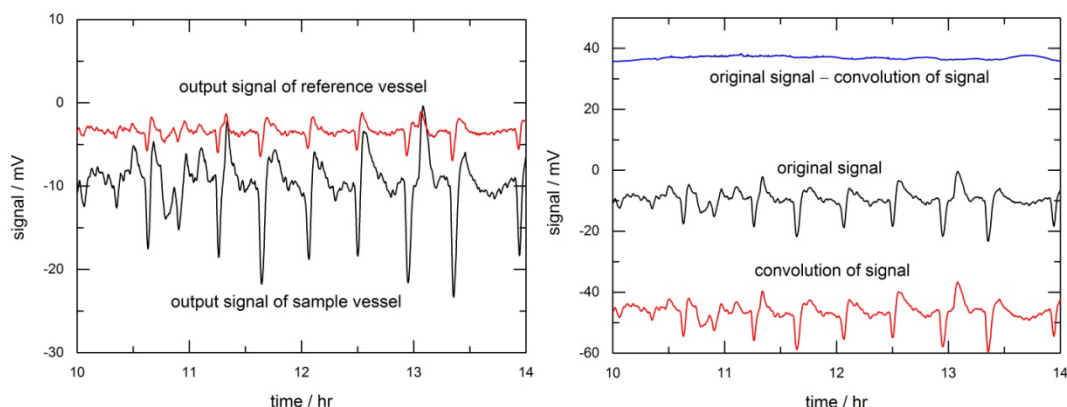 10
0
-10
-20
-30
signal / mV
output signal of reference vessel
output signal of sample vessel
10
11
12
13
14
time / hr
40
20
0
-20
-40
-60
signal / mV
original signal – convolution of signal
original signal
convolution of signal
10
11
12
13
14
time / hr